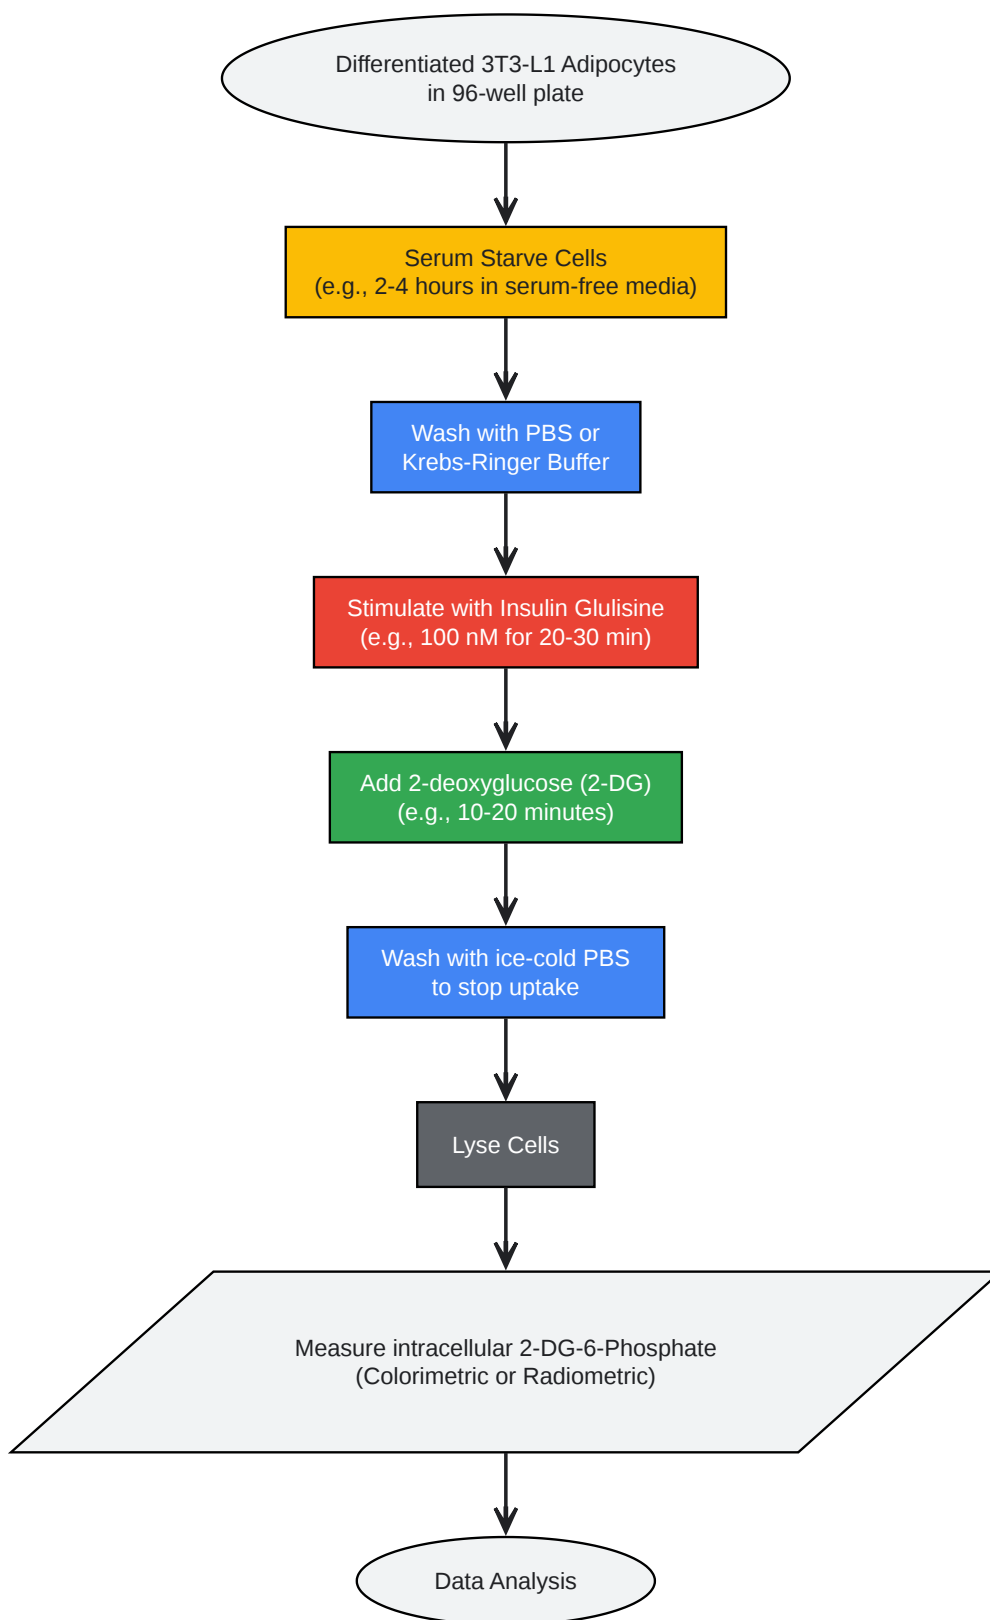 Differentiated 3T3-L1 Adipocytes
in 96-well plate
Serum Starve Cells
(e.g., 2-4 hours in serum-free media)
Wash with PBS or
Krebs-Ringer Buffer
Stimulate with Insulin Glulisine
(e.g., 100 nM for 20-30 min)
Add 2-deoxyglucose (2-DG)
(e.g., 10-20 minutes)
Wash with ice-cold PBS
to stop uptake
Lyse Cells
Measure intracellular 2-DG-6-Phosphate
(Colorimetric or Radiometric)
Data Analysis